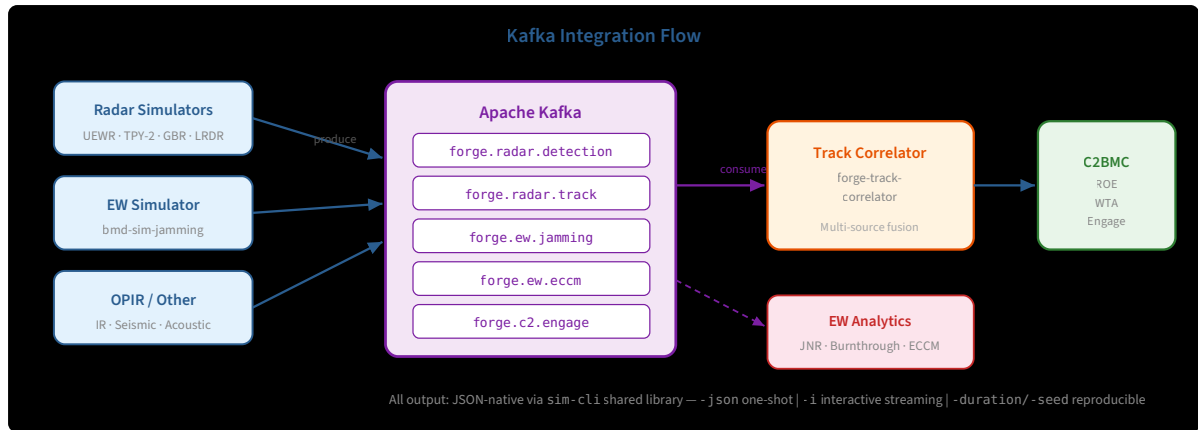 Kafka Integration Flow
Radar Simulators
UEWR · TPY-2 · GBR · LRDR
produce
EW Simulator
bmd-sim-jamming
OPIR / Other
IR · Seismic · Acoustic
Apache Kafka
forge.radar.detection
forge.radar.track
forge.ew.jamming
forge.ew.eccm
forge.c2.engage
consume
Track Correlator
forge-track-
correlator
Multi-source fusion
C2BMC
ROE
WTA
Engage
EW Analytics
JNR · Burnthrough · ECCM
All output: JSON-native via sim-cli shared library — -json one-shot | -i interactive streaming | -duration/-seed reproducible